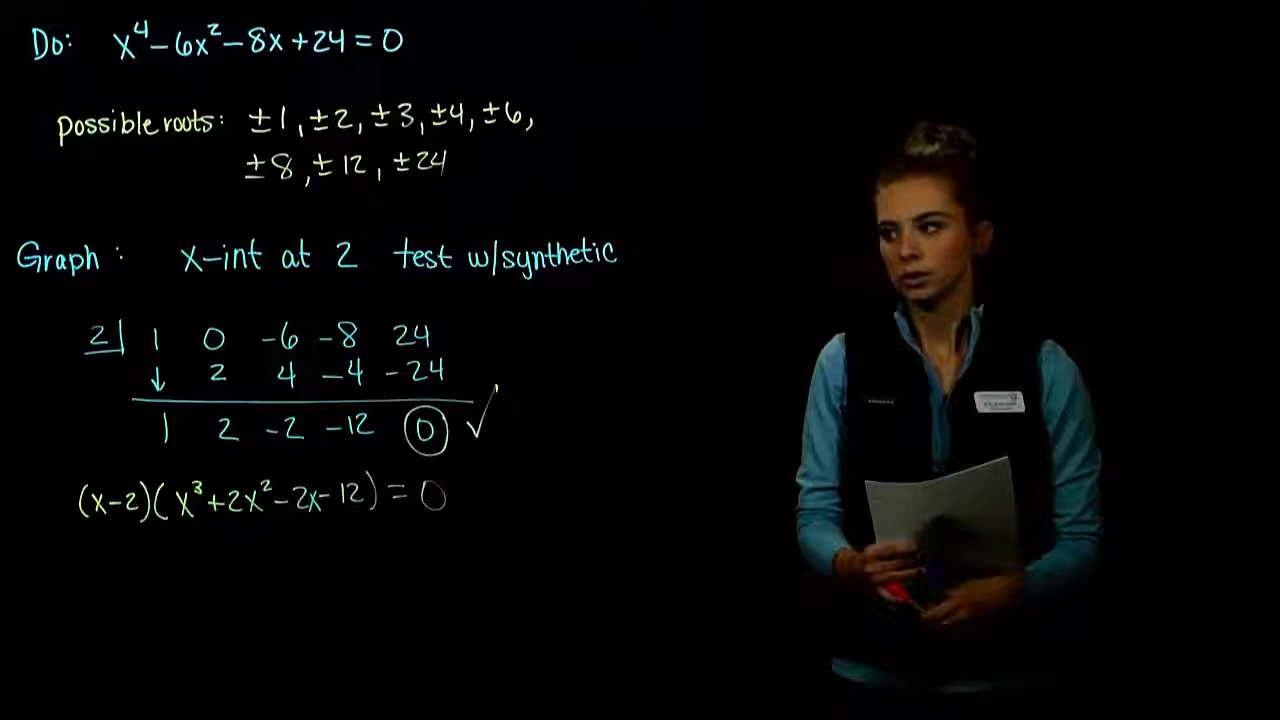 Do: x⁴-6x²-8x+24=0
possible roots: ±1, ±2, ±3, ±4, ±6,
±8, ±12, ±24
Graph: x-int at 2 test w/synthetic
2| 1 0 -6 -8 24
↓ 2 4 -4 -24
1 2 -2 -12 0 ✓
(x-2)(x³+2x²-2x-12)=0